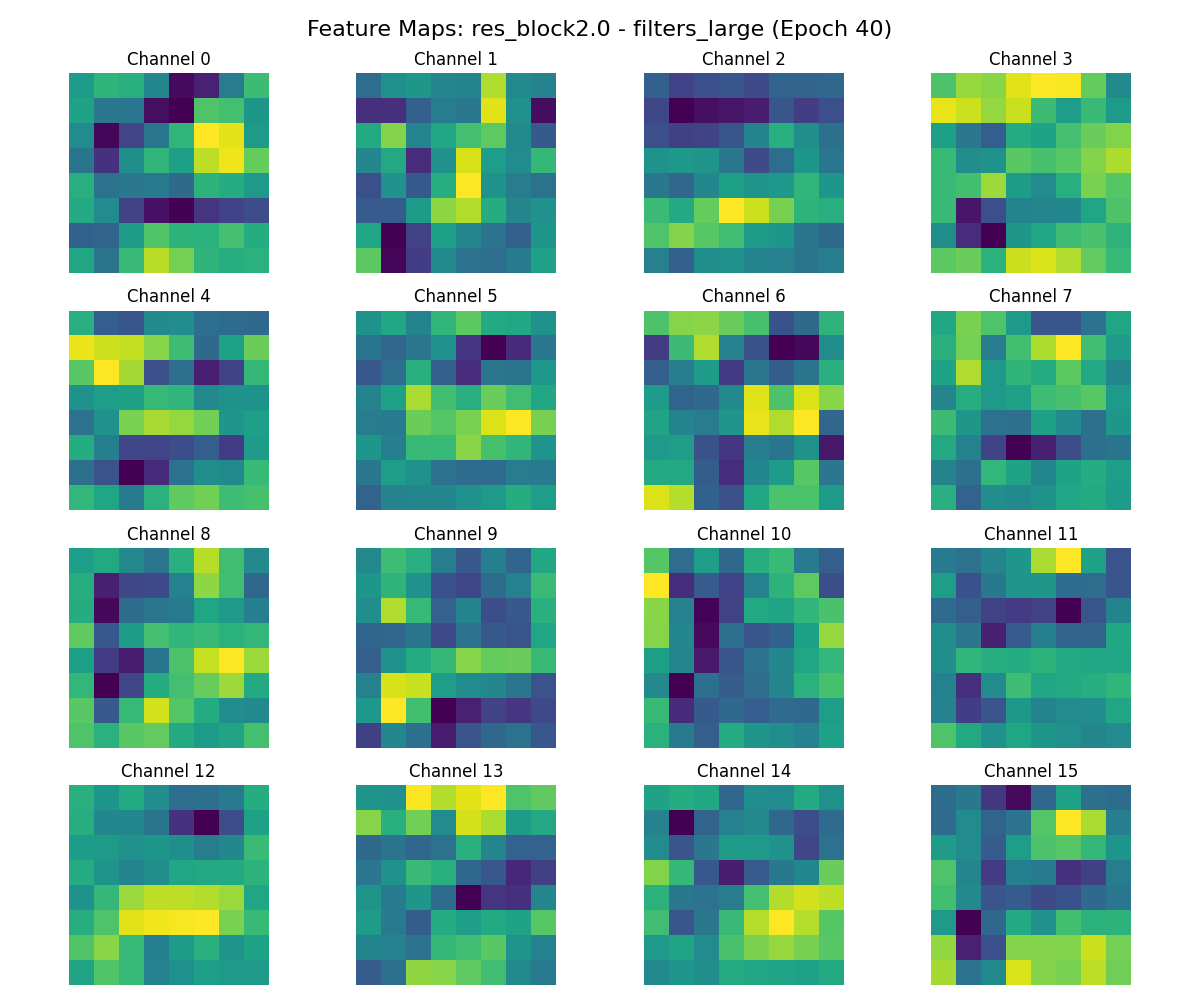 Feature Maps: res_block2.0 - filters_large (Epoch 40)
Channel 0
Channel 1
Channel 2
Channel 3
Channel 4
Channel 5
Channel 6
Channel 7
Channel 8
Channel 9
Channel 10
Channel 11
Channel 12
Channel 13
Channel 14
Channel 15